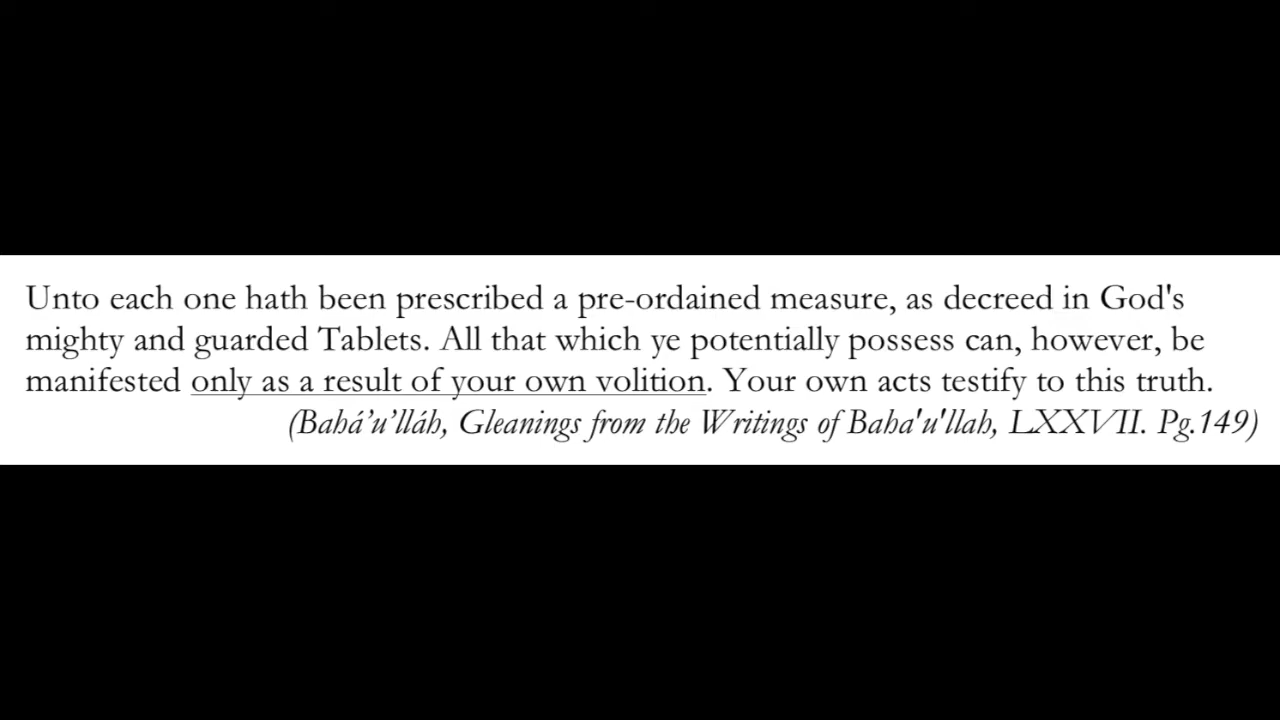 Unto each one hath been prescribed a pre-ordained measure, as decreed in God's
mighty and guarded Tablets. All that which ye potentially possess can, however, be
manifested only as a result of your own volition. Your own acts testify to this truth.
(Bahá’u’lláh, Gleanings from the Writings of Baha'u'llah, LXXVII. Pg.149)